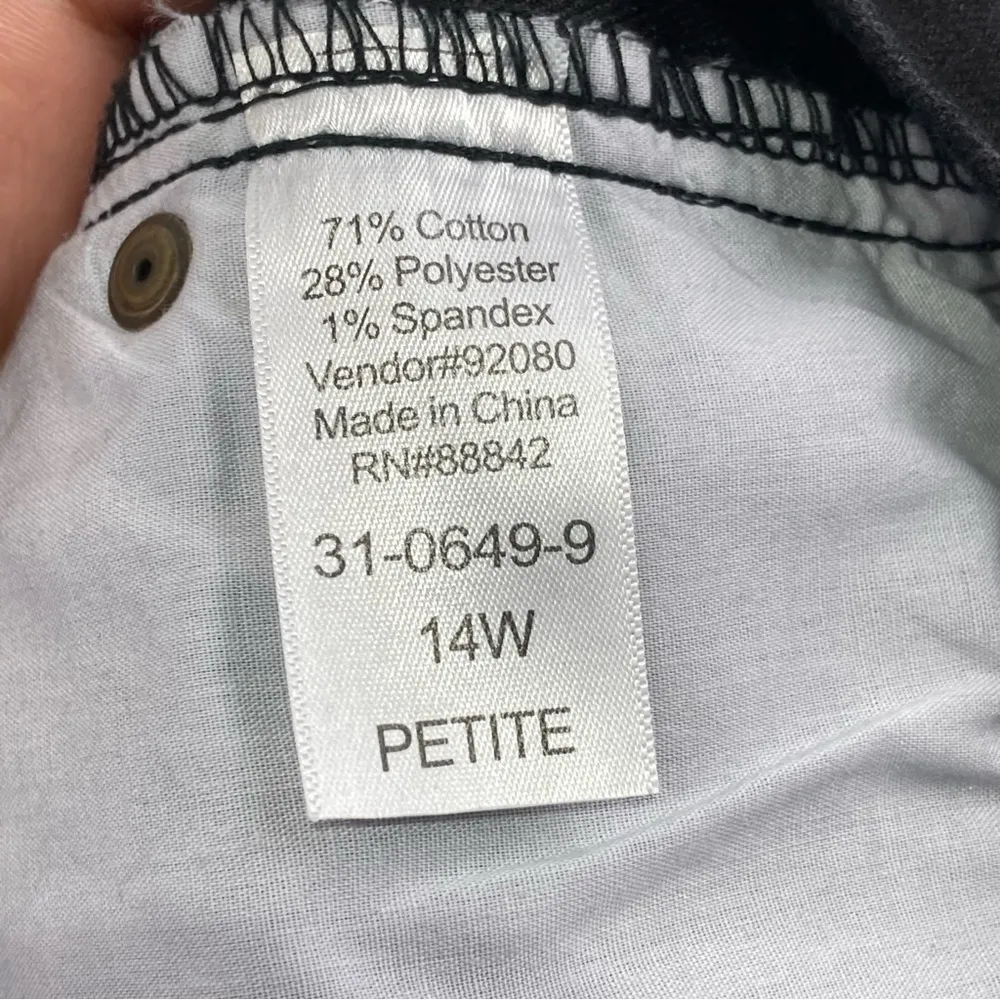 71% Cotton
28% Polyester
1% Spandex
Vendor#92080
Made in China
RN#88842
31-0649-9
14W
PETITE